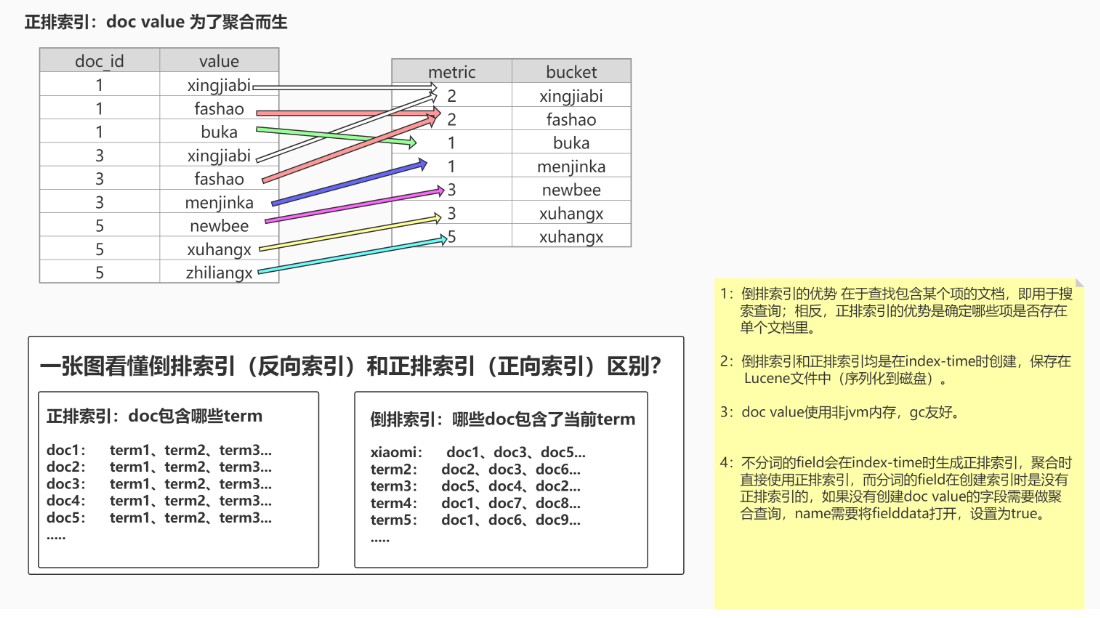 正排索引：doc value 为了聚合而生
doc_id value
1 xingjiabi
1 fashao
1 buka
3 xingjiabi
3 fashao
3 menjinka
5 newbee
5 xuhangx
5 zhiliangx
metric bucket
2 xingjiabi
2 fashao
1 buka
1 menjinka
3 newbee
3 xuhangx
5 xuhangx
一张图看懂倒排索引（反向索引）和正排索引（正向索引）区别？
正排索引：doc包含哪些term
doc1： term1、term2、term3...
doc2： term1、term2、term3...
doc3： term1、term2、term3...
doc4： term1、term2、term3...
doc5： term1、term2、term3...
.....
倒排索引：哪些doc包含了当前term
xiaomi： doc1、doc3、doc5...
term2： doc2、doc3、doc6...
term3： doc5、doc4、doc2...
term4： doc1、doc7、doc8...
term5： doc1、doc6、doc9...
.....
1：倒排索引的优势 在于查找包含某个项的文档，即用于搜
索查询；相反，正排索引的优势是确定哪些项是否存在
单个文档里。
2：倒排索引和正排索引均是在index-time时创建，保存在
Lucene文件中（序列化到磁盘）。
3：doc value使用非jvm内存，gc友好。
4：不分词的field会在index-time时生成正排索引，聚合时
直接使用正排索引，而分词的field在创建索引时是没有
正排索引的，如果没有创建doc value的字段需要做聚
合查询，name需要将fielddata打开，设置为true。